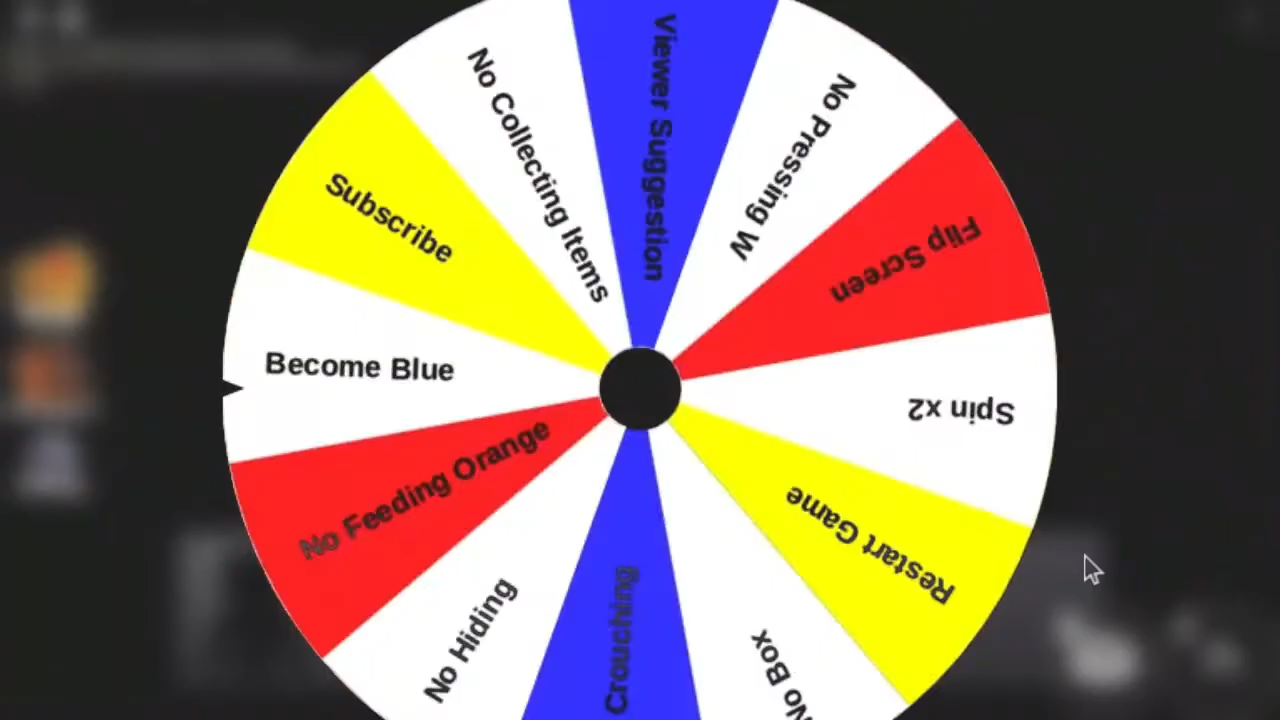 Viewer Suggestion
No Pressing W
Flip Screen
Spin x2
Restart Game
No Box
Crouching
No Hiding
No Feeding Orange
Become Blue
Subscribe
No Collecting Items